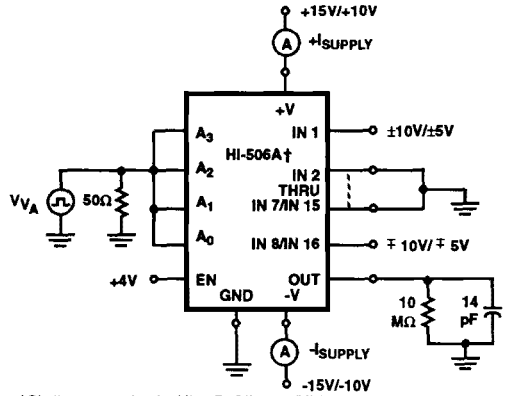 +15V/+10V
A +ISUPPLY
+V
A3 IN 1 ±10V/±5V
HI-506A†
A2 IN 2
THRU
VVA 50Ω A1 IN 7/IN 15
A0 IN 8/IN 16 ∓ 10V/ ∓ 5V
+4V EN OUT
GND -V
10 MΩ
14 pF
A -ISUPPLY
-15V/-10V